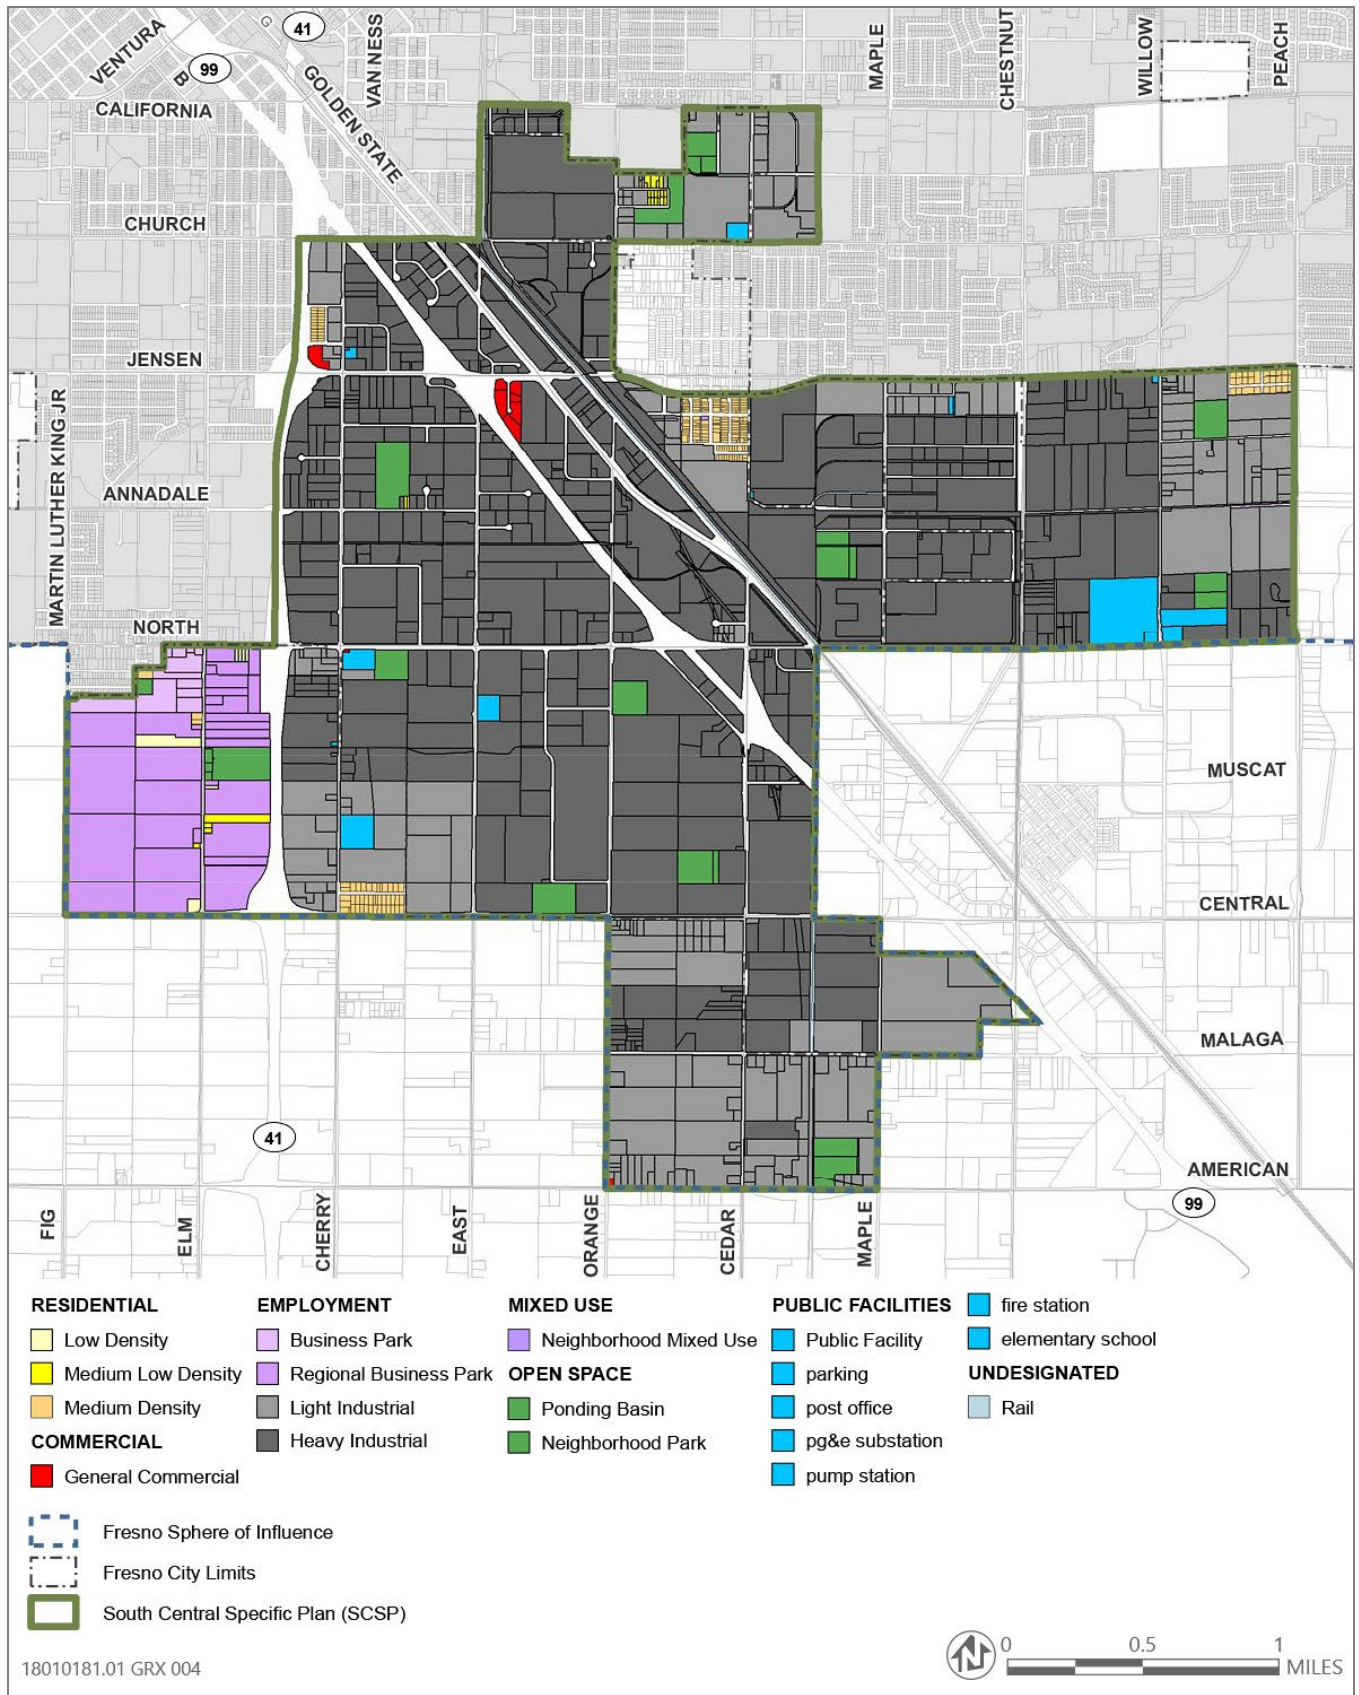 41
G
VENTURA
B
99
GOLDEN STATE
VAN NESS
MAPLE
CHESTNUT
WILLOW
PEACH
CALIFORNIA
CHURCH
JENSEN
MARTIN LUTHER KING JR
ANNADALE
NORTH
MUSCAT
CENTRAL
MALAGA
41
AMERICAN
99
FIG
ELM
CHERRY
EAST
ORANGE
CEDAR
MAPLE
RESIDENTIAL
Low Density
Medium Low Density
Medium Density
COMMERCIAL
General Commercial
EMPLOYMENT
Business Park
Regional Business Park
Light Industrial
Heavy Industrial
MIXED USE
Neighborhood Mixed Use
OPEN SPACE
Ponding Basin
Neighborhood Park
PUBLIC FACILITIES
Public Facility
parking
post office
pg&e substation
pump station
fire station
elementary school
UNDESIGNATED
Rail
Fresno Sphere of Influence
Fresno City Limits
South Central Specific Plan (SCSP)
18010181.01 GRX 004
N
0 0.5 1
MILES